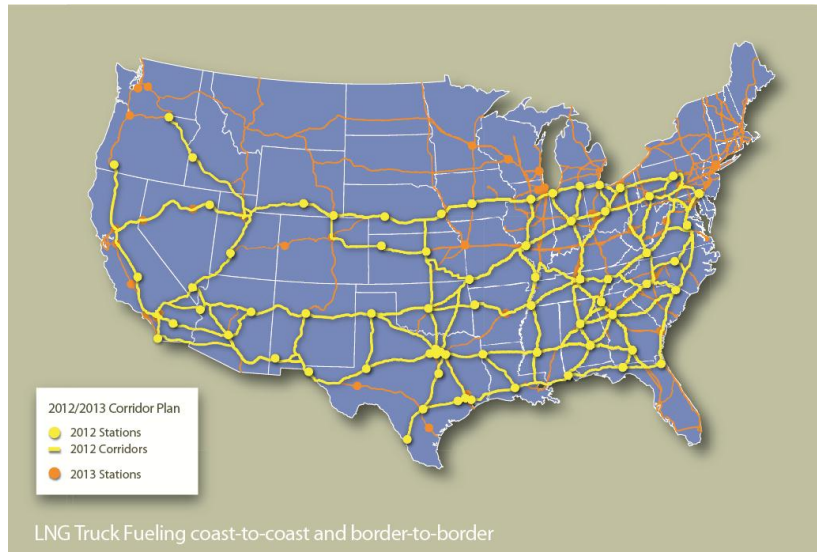 2012/2013 Corridor Plan
2012 Stations
2012 Corridors
2013 Stations
LNG Truck Fueling coast-to-coast and border-to-border